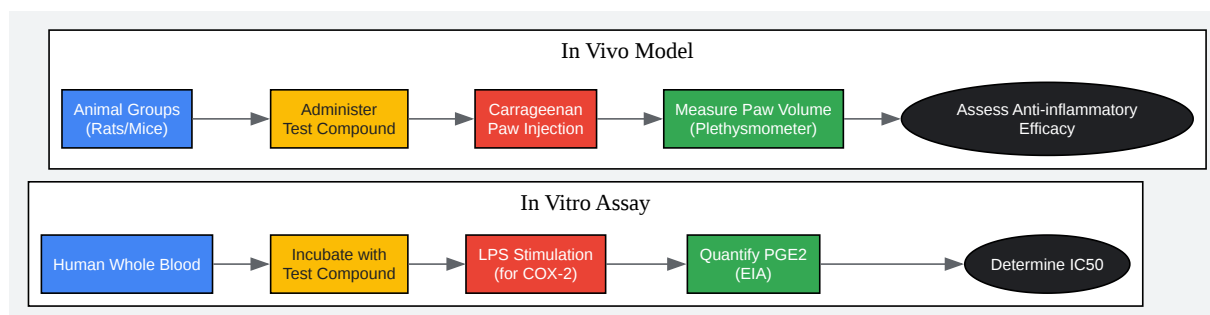 In Vivo Model
Animal Groups
(Rats/Mice)
Administer
Test Compound
Carrageenan
Paw Injection
Measure Paw Volume
(Plethysmometer)
Assess Anti-inflammatory
Efficacy
In Vitro Assay
Human Whole Blood
Incubate with
Test Compound
LPS Stimulation
(for COX-2)
Quantify PGE2
(EIA)
Determine IC50